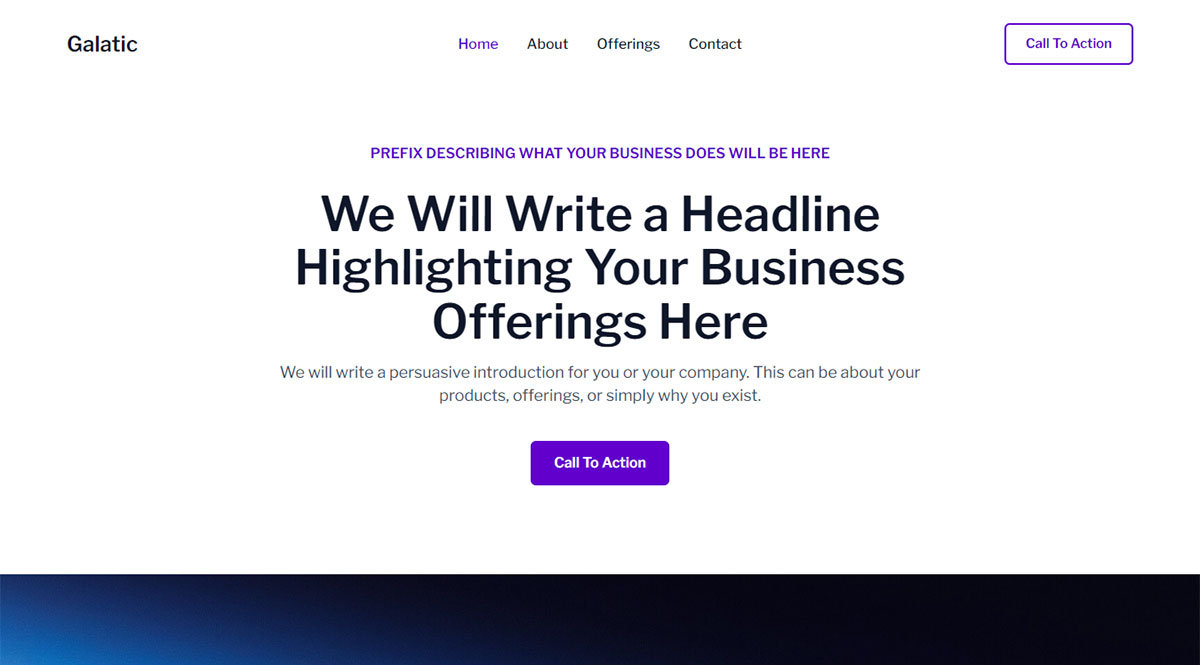 Galatic
Home
About
Offerings
Contact
Call To Action
PREFIX DESCRIBING WHAT YOUR BUSINESS DOES WILL BE HERE
We Will Write a Headline
Highlighting Your Business
Offerings Here
We will write a persuasive introduction for you or your company. This can be about your
products, offerings, or simply why you exist.
Call To Action